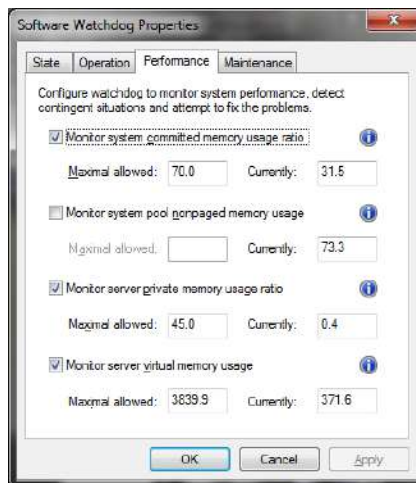 Software Watchdog Properties
State Operation Performance Maintenance
Configure watchdog to monitor system performance, detect
contingent situations and attempt to fix the problems.
Monitor system committed memory usage ratio
Maximal allowed: 70.0 Currently: 31.5
Monitor system pool nonpaged memory usage
Maximal allowed: Currently: 73.3
Monitor server private memory usage ratio
Maximal allowed: 45.0 Currently: 0.4
Monitor server virtual memory usage
Maximal allowed: 3839.9 Currently: 371.6
OK Cancel Apply